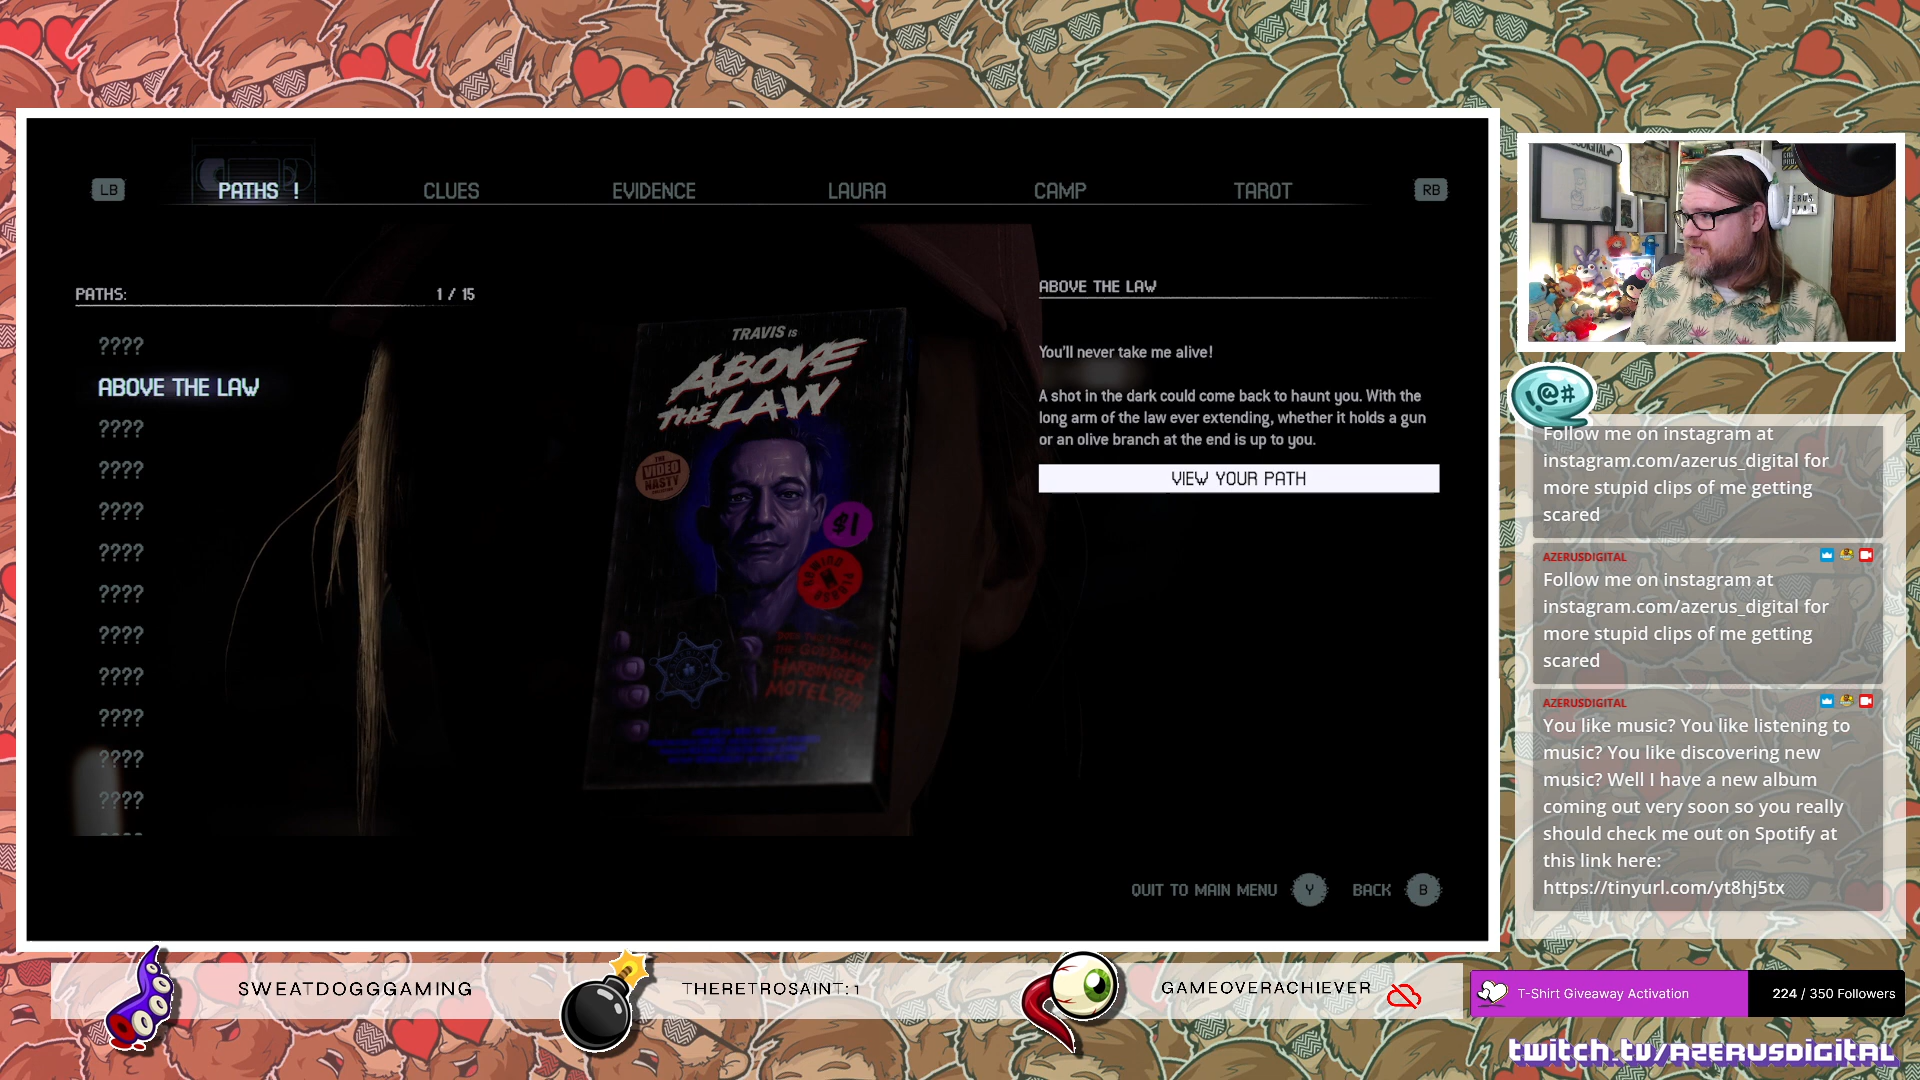 LB
PATHS !
CLUES
EVIDENCE
LAURA
CAMP
TAROT
RB
PATHS:
1 / 15
????
ABOVE THE LAW
????
????
????
????
????
????
????
????
????
????
TRAVIS IS
ABOVE
THE LAW
THE
VIDEO
NASTY
$1
REWIND
PLEASE
THE GODDAMN
HARBINGER
MOTEL???
ABOVE THE LAW
You'll never take me alive!
A shot in the dark could come back to haunt you. With the
long arm of the law ever extending, whether it holds a gun
or an olive branch at the end is up to you.
VIEW YOUR PATH
QUIT TO MAIN MENU
Y
BACK
B
!@#
Follow me on instagram at
instagram.com/azerus_digital for
more stupid clips of me getting
scared
AZERUSDIGITAL
Follow me on instagram at
instagram.com/azerus_digital for
more stupid clips of me getting
scared
AZERUSDIGITAL
You like music? You like listening to
music? You like discovering new
music? Well I have a new album
coming out very soon so you really
should check me out on Spotify at
this link here:
https://tinyurl.com/yt8hj5tx
SWEATDOGGGAMING
THERETROSAINT: 1
GAMEOVERACHIEVER
T-Shirt Giveaway Activation
224 / 350 Followers
twitch.tv/AZERUSDIGITAL